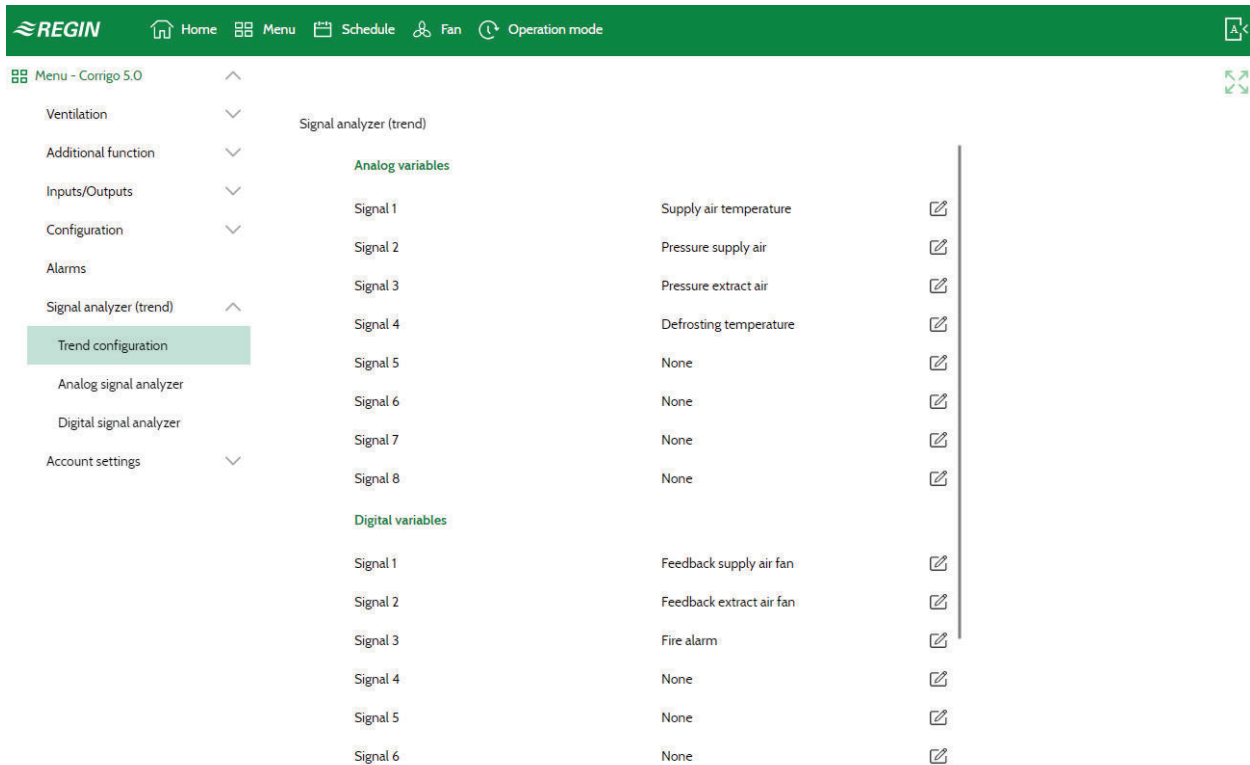 REGIN Home Menu Schedule Fan Operation mode A
Menu - Corrigo 5.0
Ventilation
Additional function
Inputs/Outputs
Configuration
Alarms
Signal analyzer (trend)
Trend configuration
Analog signal analyzer
Digital signal analyzer
Account settings
Signal analyzer (trend)
Analog variables
Signal 1 Supply air temperature
Signal 2 Pressure supply air
Signal 3 Pressure extract air
Signal 4 Defrosting temperature
Signal 5 None
Signal 6 None
Signal 7 None
Signal 8 None
Digital variables
Signal 1 Feedback supply air fan
Signal 2 Feedback extract air fan
Signal 3 Fire alarm
Signal 4 None
Signal 5 None
Signal 6 None